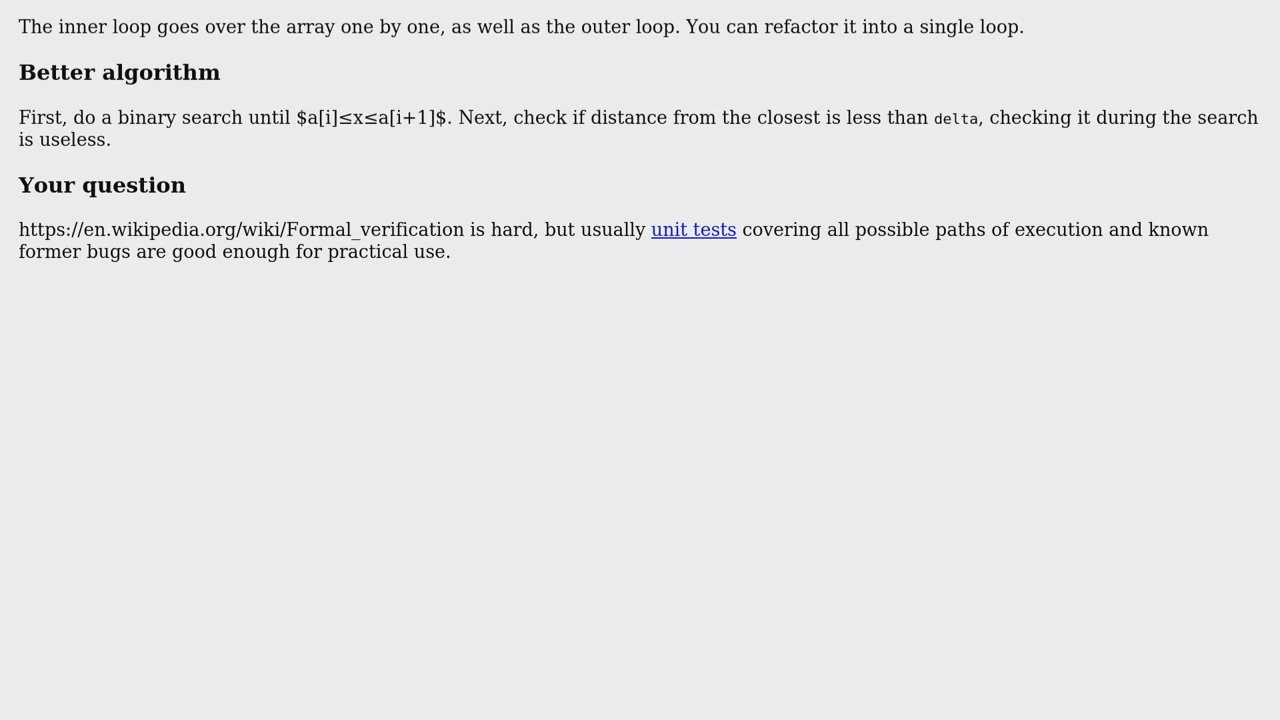 The inner loop goes over the array one by one, as well as the outer loop. You can refactor it into a single loop.
Better algorithm
First, do a binary search until $a[i]≤x≤a[i+1]$. Next, check if distance from the closest is less than delta, checking it during the search
is useless.
Your question
https://en.wikipedia.org/wiki/Formal_verification is hard, but usually unit tests covering all possible paths of execution and known
former bugs are good enough for practical use.